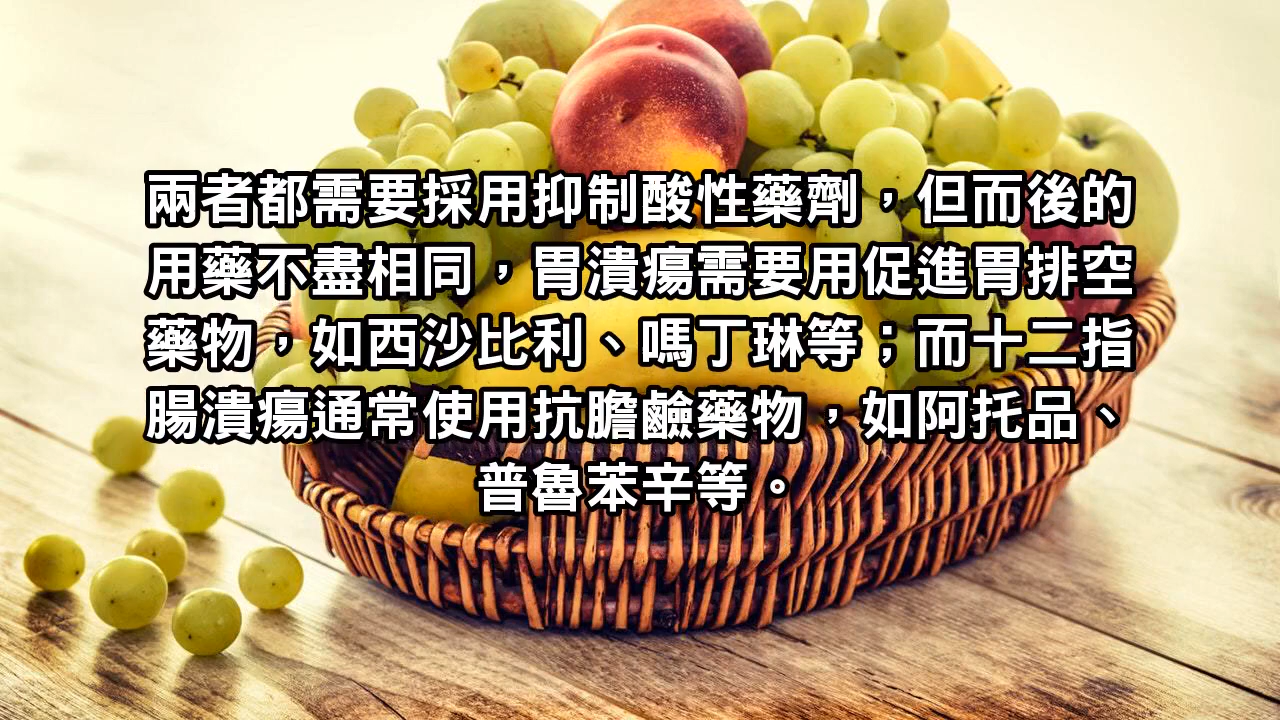 兩者都需要採用抑制酸性藥劑，但而後的
用藥不盡相同，胃潰瘍需要用促進胃排空
藥物，如西沙比利、嗎丁琳等；而十二指
腸潰瘍通常使用抗膽鹼藥物，如阿托品、
普魯苯辛等。